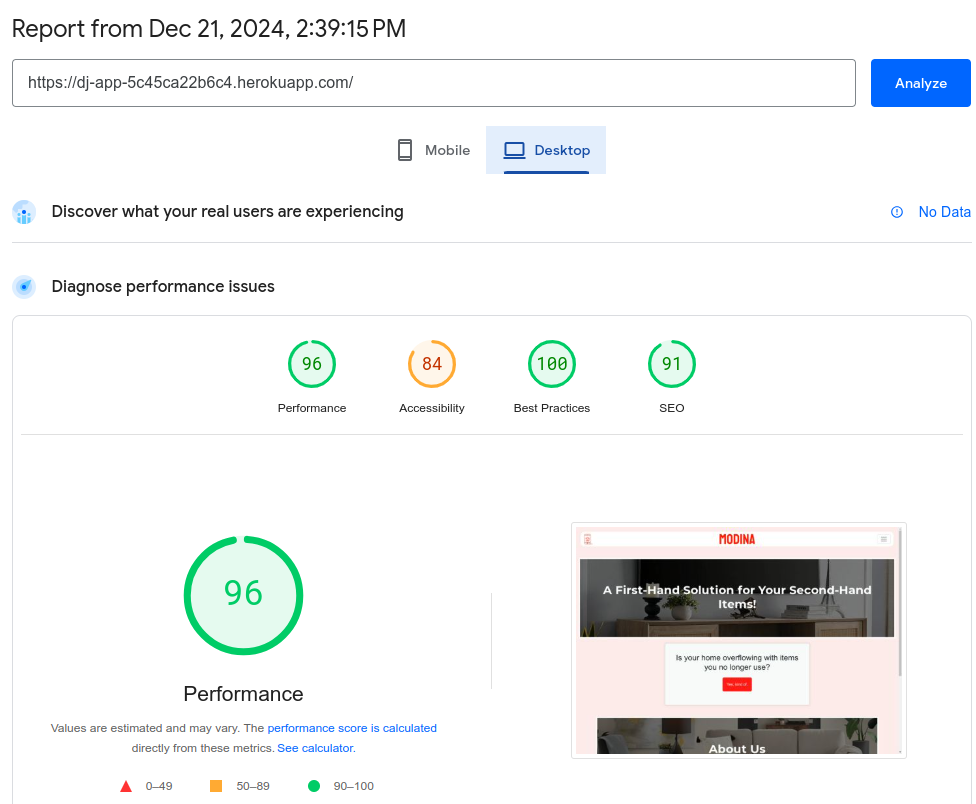 Report from Dec 21, 2024, 2:39:15 PM
https://dj-app-5c45ca22b6c4.herokuapp.com/
Analyze
Mobile
Desktop
Discover what your real users are experiencing
No Data
Diagnose performance issues
96
84
100
91
Performance
Accessibility
Best Practices
SEO
96
Performance
Values are estimated and may vary. The performance score is calculated
directly from these metrics. See calculator.
0–49
50–89
90–100
MODINA
A First-Hand Solution for Your Second-Hand
Items!
Is your home overflowing with items
you no longer use?
About Us